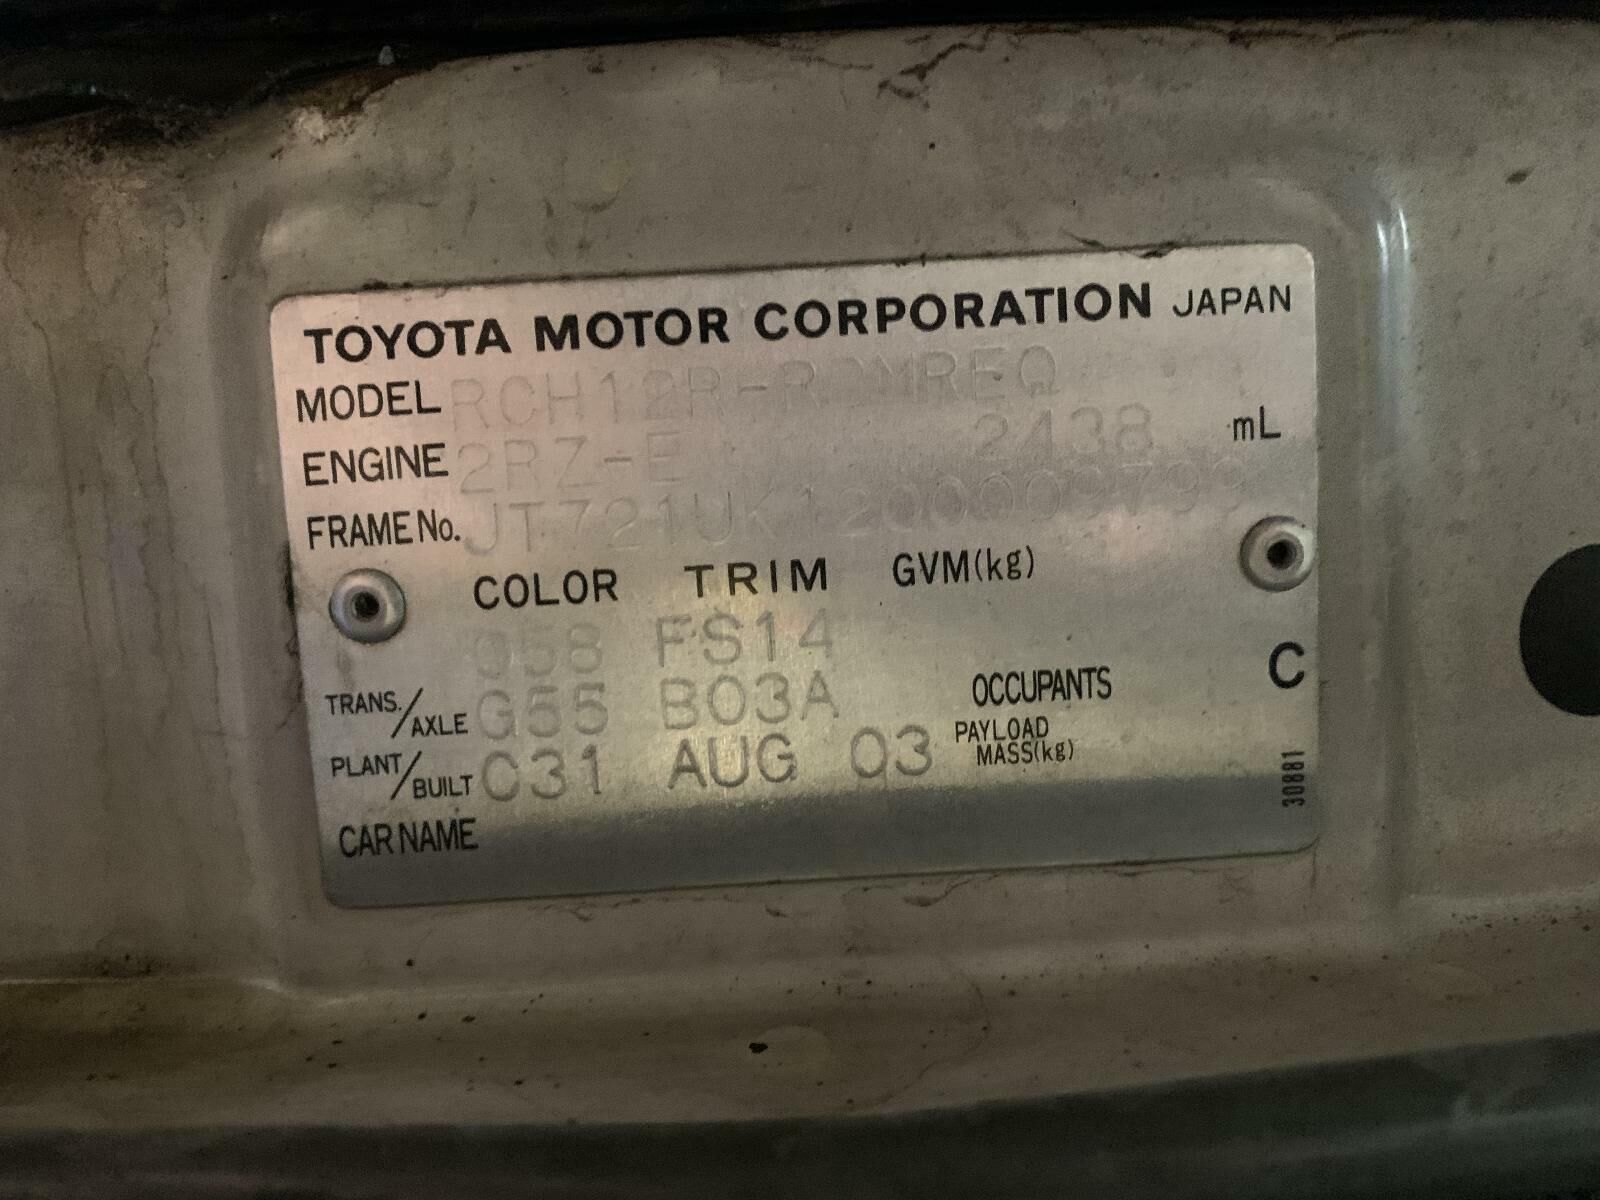 TOYOTA MOTOR CORPORATION JAPAN
MODEL
ENGINE 2RZ-E 2438 mL
FRAME No.
COLOR TRIM GVM(kg)
FS14
TRANS./AXLE G55 B03A OCCUPANTS C
PLANT/BUILT C31 AUG 03 PAYLOAD MASS(kg)
CAR NAME
30881